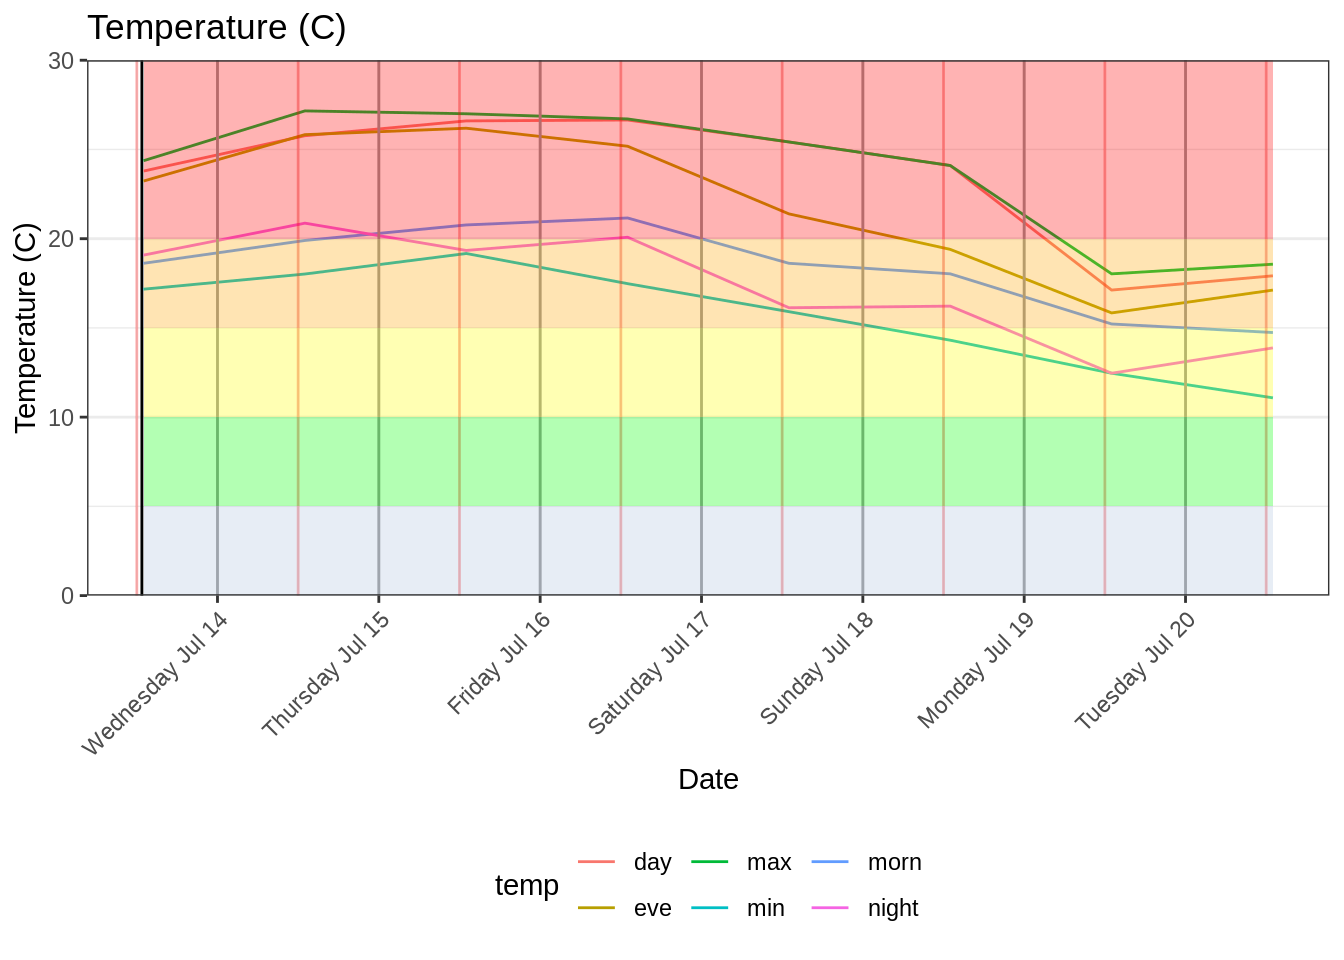 Temperature (C)
30
20
10
0
Temperature (C)
Wednesday Jul 14
Thursday Jul 15
Friday Jul 16
Saturday Jul 17
Sunday Jul 18
Monday Jul 19
Tuesday Jul 20
Date
temp
day max morn
eve min night